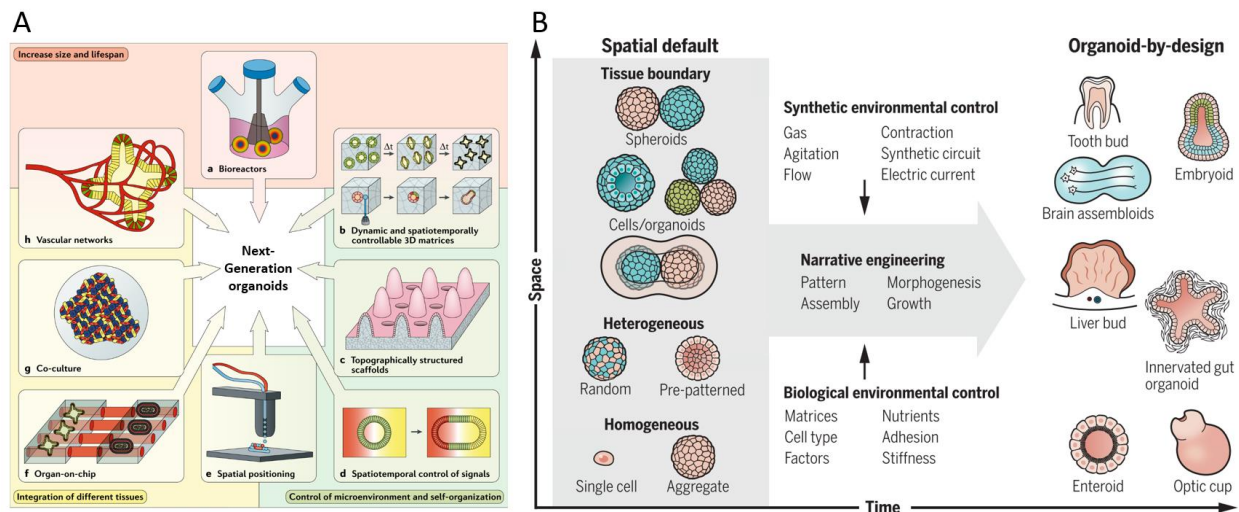 A
Increase size and lifespan
a Bioreactors
Δt
Δt
h Vascular networks
b Dynamic and spatiotemporally
controllable 3D matrices
Next-
Generation
organoids
g Co-culture
c Topographically structured
scaffolds
f Organ-on-chip
e Spatial positioning
d Spatiotemporal control of signals
Integration of different tissues
Control of microenvironment and self-organization
B
Space
Spatial default
Tissue boundary
Spheroids
Cells/organoids
Heterogeneous
Random
Pre-patterned
Homogeneous
Single cell
Aggregate
Synthetic environmental control
Gas
Contraction
Agitation
Synthetic circuit
Flow
Electric current
Narrative engineering
Pattern
Morphogenesis
Assembly
Growth
Biological environmental control
Matrices
Nutrients
Cell type
Adhesion
Factors
Stiffness
Organoid-by-design
Tooth bud
Embryoid
Brain assembloids
Liver bud
Innervated gut
organoid
Enteroid
Optic cup
Time